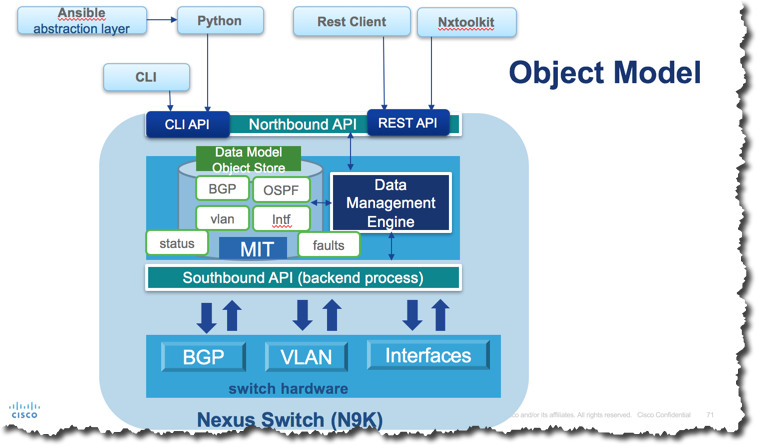 Ansible
abstraction layer
Python
Rest Client
Nxtoolkit
Object Model
CLI
CLI API
Northbound API
REST API
Data Model
Object Store
BGP
OSPF
vlan
Intf
status
MIT
faults
Data
Management
Engine
Southbound API (backend process)
BGP
VLAN
Interfaces
switch hardware
Nexus Switch (N9K)
CISCO
and/or its affiliates. All rights reserved. Cisco Confidential 71